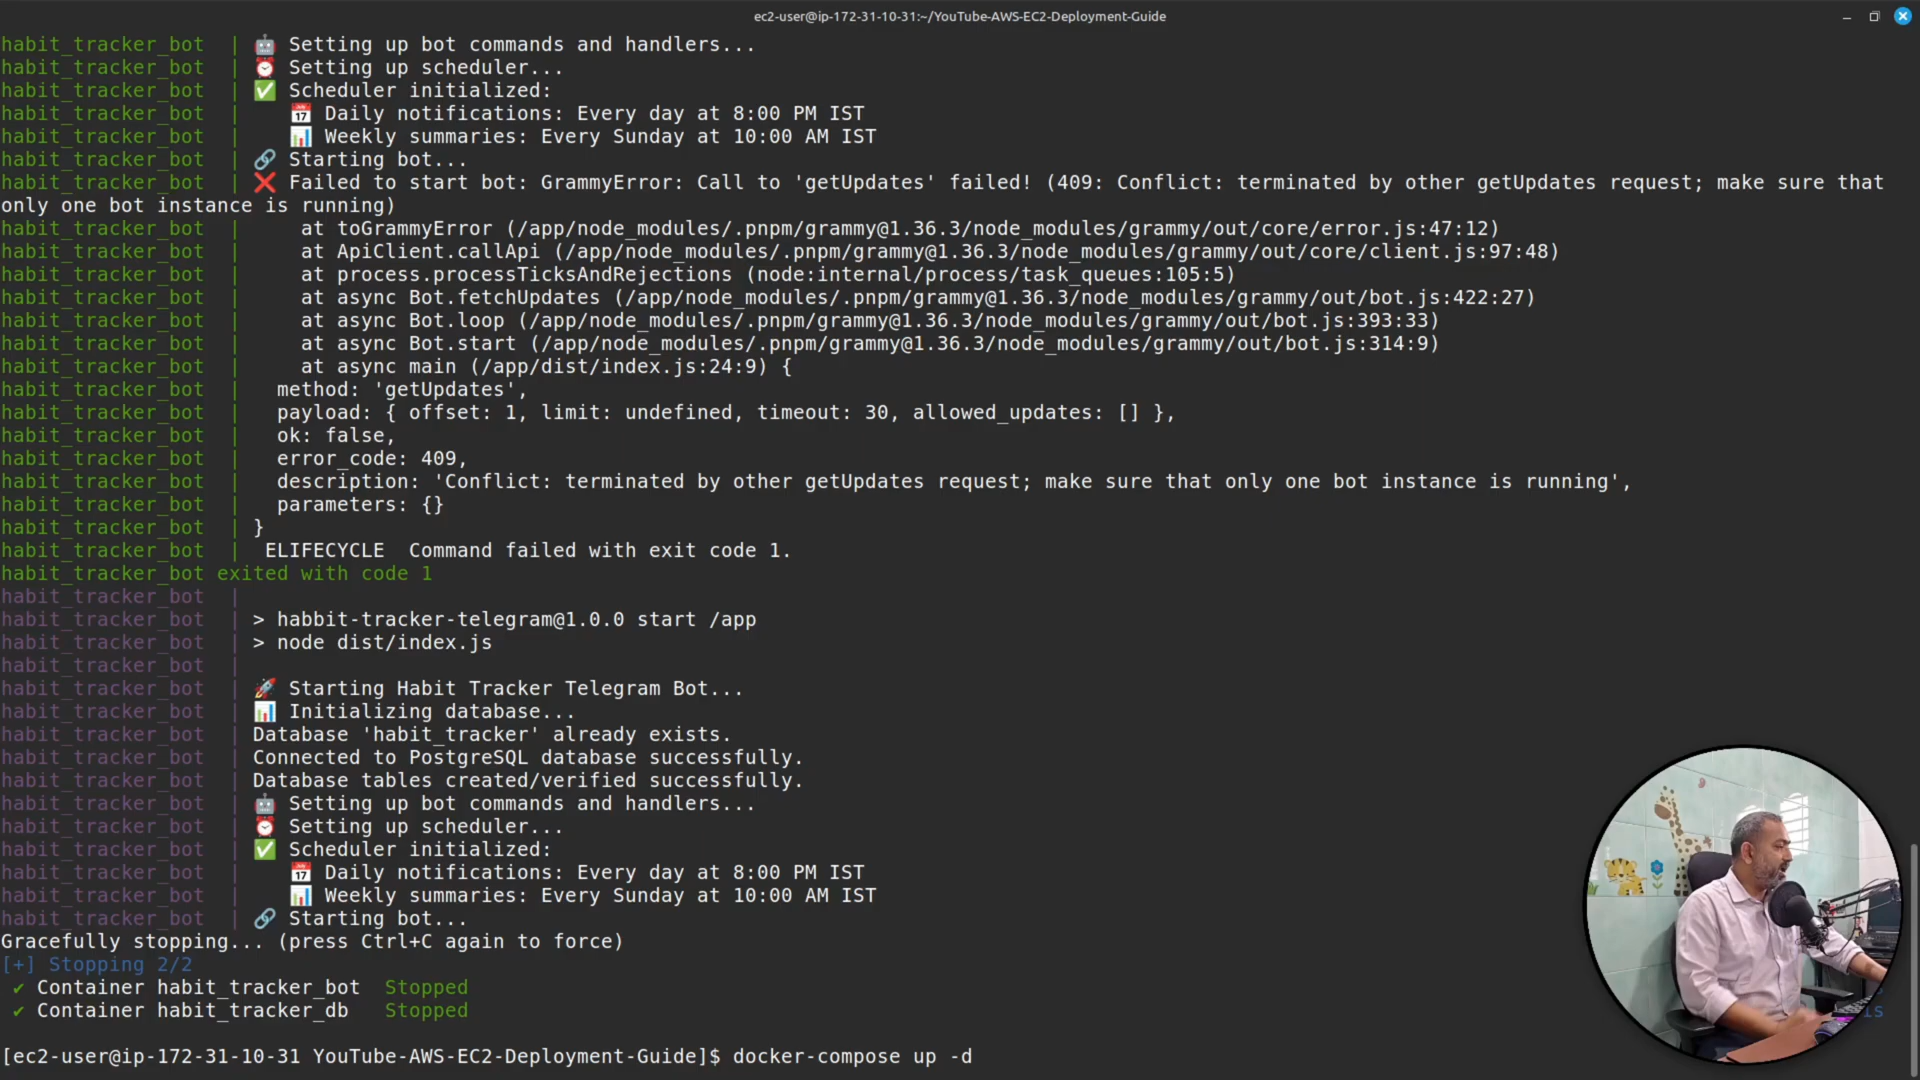 ec2-user@ip-172-31-10-31:~/YouTube-AWS-EC2-Deployment-Guide
habit_tracker_bot | 🤖 Setting up bot commands and handlers...
habit_tracker_bot | ⏰ Setting up scheduler...
habit_tracker_bot | ✅ Scheduler initialized:
habit_tracker_bot | 📅 Daily notifications: Every day at 8:00 PM IST
habit_tracker_bot | 📊 Weekly summaries: Every Sunday at 10:00 AM IST
habit_tracker_bot | 🔗 Starting bot...
habit_tracker_bot | ❌ Failed to start bot: GrammyError: Call to 'getUpdates' failed! (409: Conflict: terminated by other getUpdates request; make sure that
only one bot instance is running)
habit_tracker_bot | at toGrammyError (/app/node_modules/.pnpm/grammy@1.36.3/node_modules/grammy/out/core/error.js:47:12)
habit_tracker_bot | at ApiClient.callApi (/app/node_modules/.pnpm/grammy@1.36.3/node_modules/grammy/out/core/client.js:97:48)
habit_tracker_bot | at process.processTicksAndRejections (node:internal/process/task_queues:105:5)
habit_tracker_bot | at async Bot.fetchUpdates (/app/node_modules/.pnpm/grammy@1.36.3/node_modules/grammy/out/bot.js:422:27)
habit_tracker_bot | at async Bot.loop (/app/node_modules/.pnpm/grammy@1.36.3/node_modules/grammy/out/bot.js:393:33)
habit_tracker_bot | at async Bot.start (/app/node_modules/.pnpm/grammy@1.36.3/node_modules/grammy/out/bot.js:314:9)
habit_tracker_bot | at async main (/app/dist/index.js:24:9) {
habit_tracker_bot | method: 'getUpdates',
habit_tracker_bot | payload: { offset: 1, limit: undefined, timeout: 30, allowed_updates: [] },
habit_tracker_bot | ok: false,
habit_tracker_bot | error_code: 409,
habit_tracker_bot | description: 'Conflict: terminated by other getUpdates request; make sure that only one bot instance is running',
habit_tracker_bot | parameters: {}
habit_tracker_bot | }
habit_tracker_bot | ELIFECYCLE  Command failed with exit code 1.
habit_tracker_bot exited with code 1
habit_tracker_bot |
habit_tracker_bot | > habbit-tracker-telegram@1.0.0 start /app
habit_tracker_bot | > node dist/index.js
habit_tracker_bot |
habit_tracker_bot | 🚀 Starting Habit Tracker Telegram Bot...
habit_tracker_bot | 📊 Initializing database...
habit_tracker_bot | Database 'habit_tracker' already exists.
habit_tracker_bot | Connected to PostgreSQL database successfully.
habit_tracker_bot | Database tables created/verified successfully.
habit_tracker_bot | 🤖 Setting up bot commands and handlers...
habit_tracker_bot | ⏰ Setting up scheduler...
habit_tracker_bot | ✅ Scheduler initialized:
habit_tracker_bot | 📅 Daily notifications: Every day at 8:00 PM IST
habit_tracker_bot | 📊 Weekly summaries: Every Sunday at 10:00 AM IST
habit_tracker_bot | 🔗 Starting bot...
Gracefully stopping... (press Ctrl+C again to force)
[+] Stopping 2/2
✔ Container habit_tracker_bot Stopped
✔ Container habit_tracker_db Stopped
[ec2-user@ip-172-31-10-31 YouTube-AWS-EC2-Deployment-Guide]$ docker-compose up -d